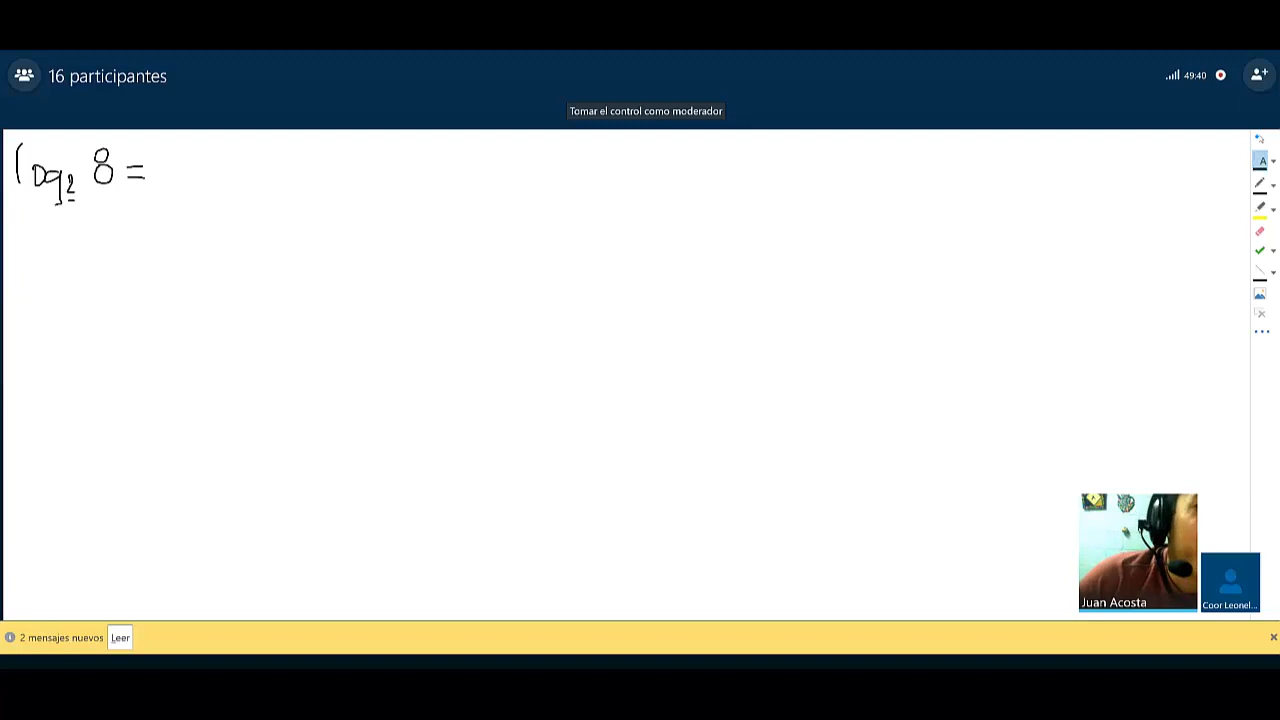 16 participantes
49:40
Tomar el control como moderador
log₂ 8 =
A
Juan Acosta
Coor Leonel...
2 mensajes nuevos Leer